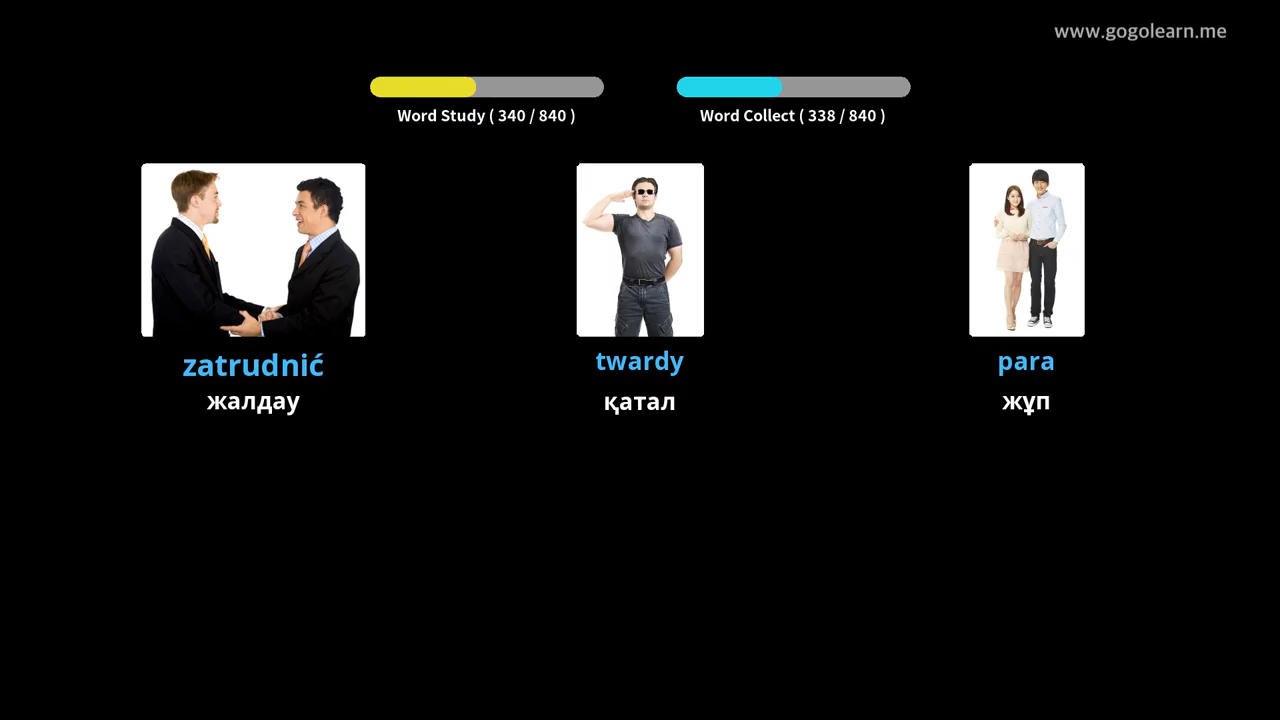 www.gogolearn.me
Word Study ( 340 / 840 )
Word Collect ( 338 / 840 )
zatrudnić
twardy
para
жалдау
қатал
жұп